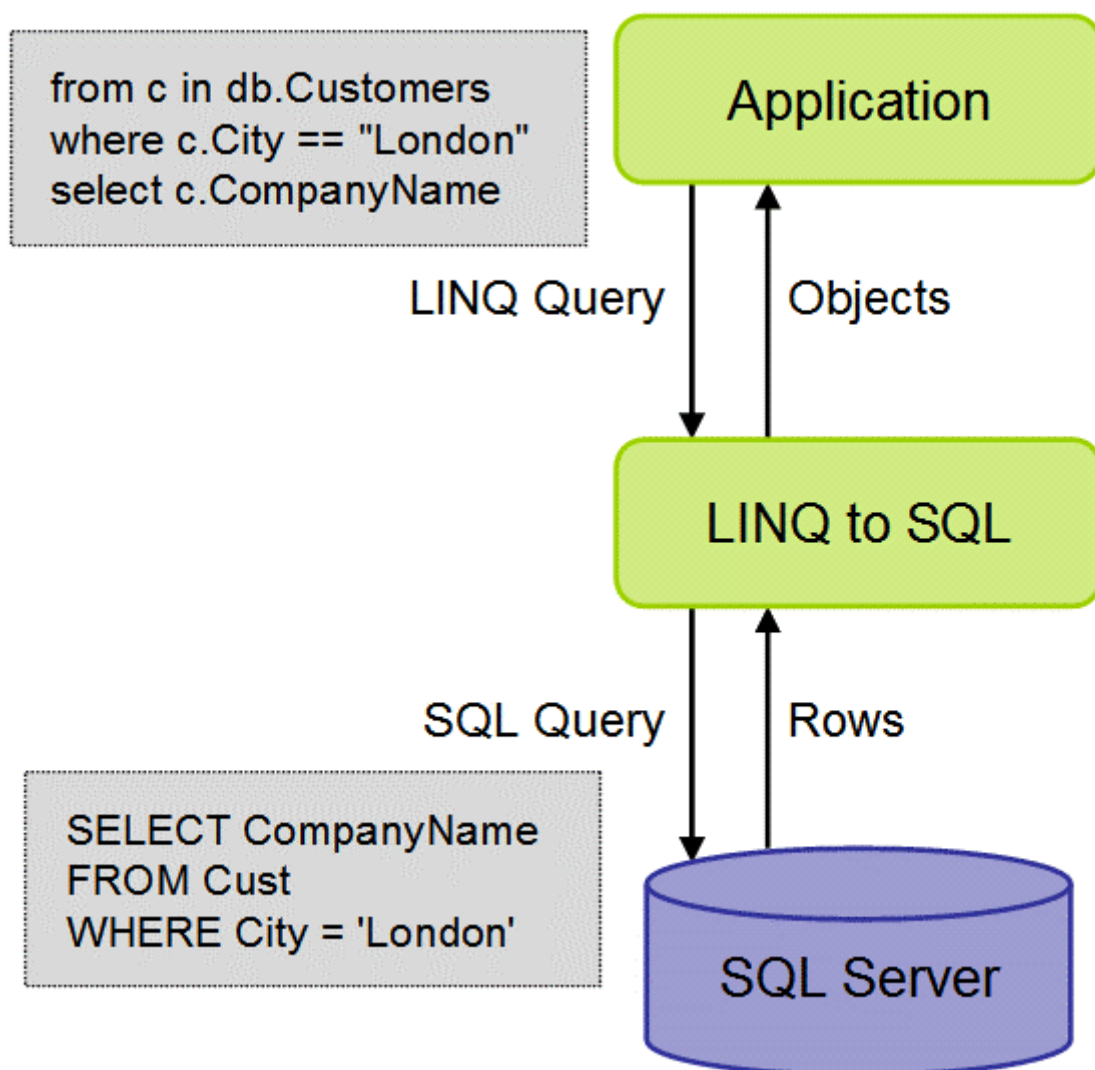 from c in db.Customers
where c.City == "London"
select c.CompanyName
Application
LINQ Query
Objects
LINQ to SQL
SQL Query
Rows
SELECT CompanyName
FROM Cust
WHERE City = 'London'
SQL Server